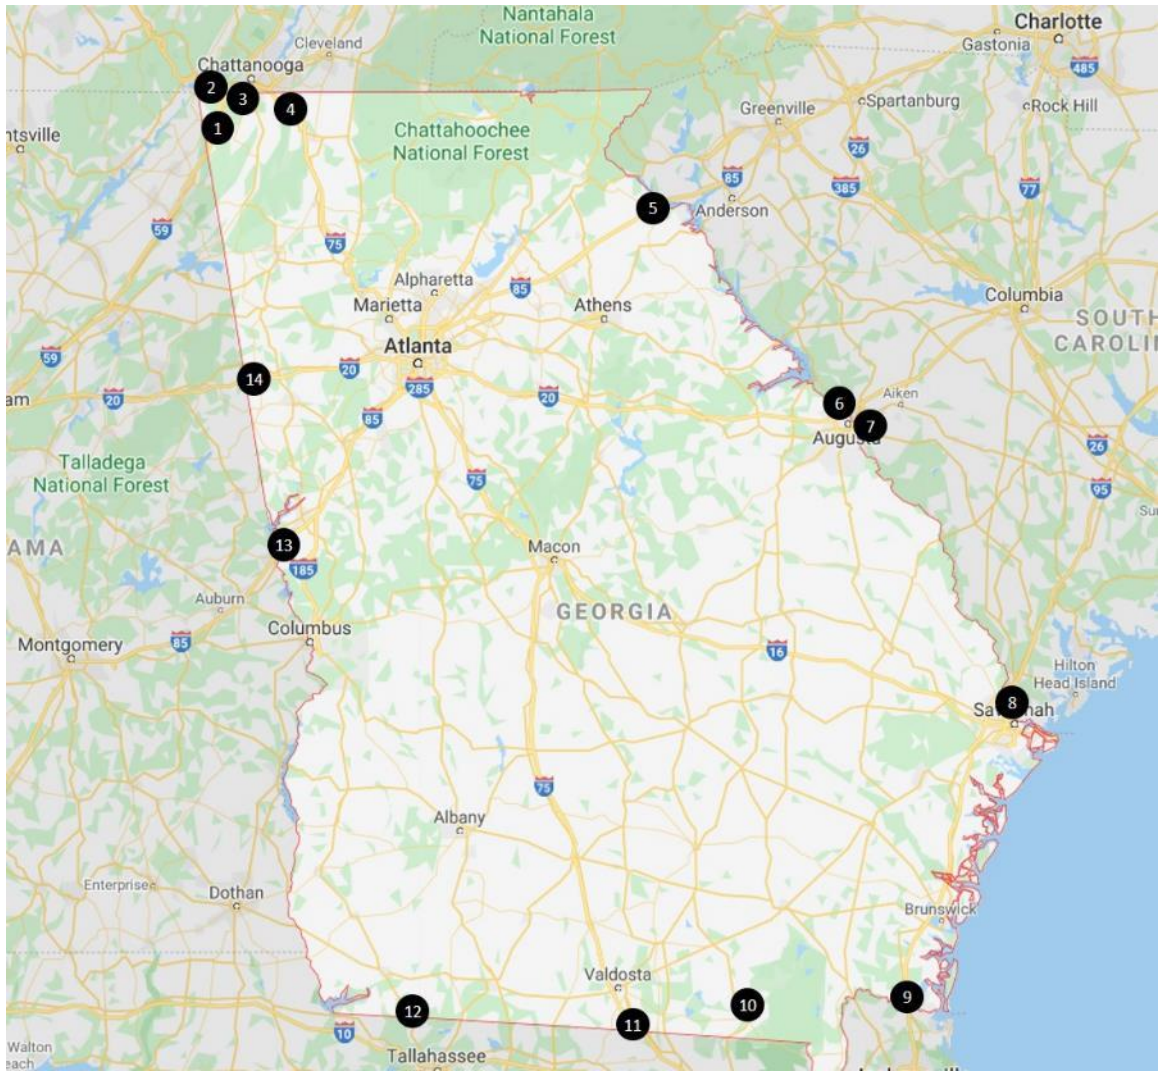 Nantahala
National Forest
Charlotte
Gastonia
485
Cleveland
Chattanooga
2
3
4
1
ntsville
Chattahoochee
National Forest
Greenville
Spartanburg
Rock Hill
26
85
385
77
Anderson
5
59
75
Alpharetta
Marietta
85
Athens
Columbia
SOUTH
CAROLI
Atlanta
59
14
20
20
285
20
am
85
6
Aiken
7
Augusta
26
95
Talladega
National Forest
75
Su
AMA
13
185
Macon
Auburn
GEORGIA
Columbus
Montgomery
85
16
Hilton
Head Island
8
Savannah
75
Albany
Enterprise
Dothan
Brunswick
Valdosta
9
10
12
11
10
Walton
each
Tallahassee